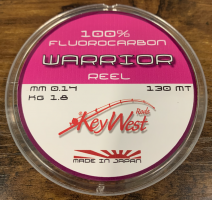 100%
FLUOROCARBON
WARRIOR
REEL
MM 0.14
KG 1.8
130 MT
Rods
KeyWest
MADE IN JAPAN